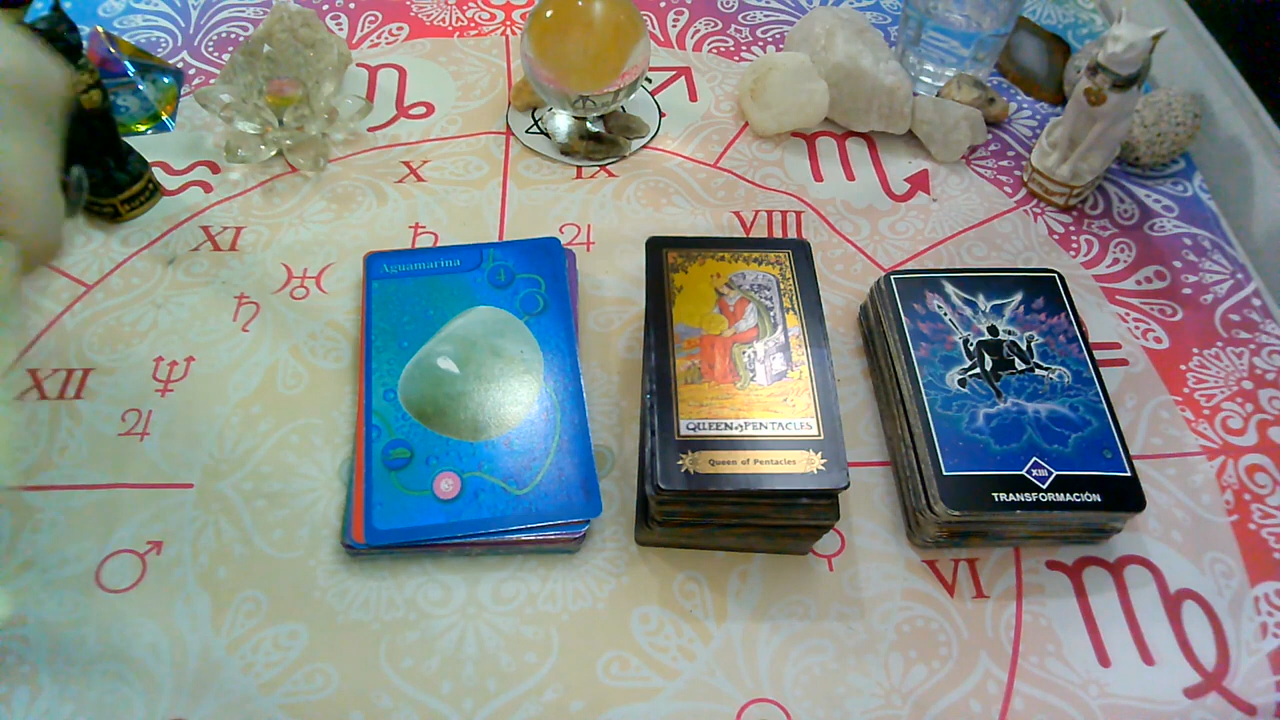 X
IX
XI
VIII
XII
Aguamarina
QUEEN of PENTACLES
Queen of Pentacles
XIII
TRANSFORMACIÓN
VI